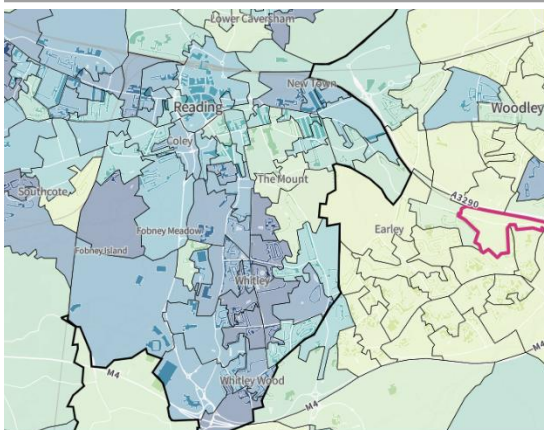 Lower Caversham
New Town
Reading
Woodley
Coley
The Mount
Southcote
A3290
Fobney Meadow
Earley
Fobney Island
Whitley
M4
M4
Whitley Wood
M4